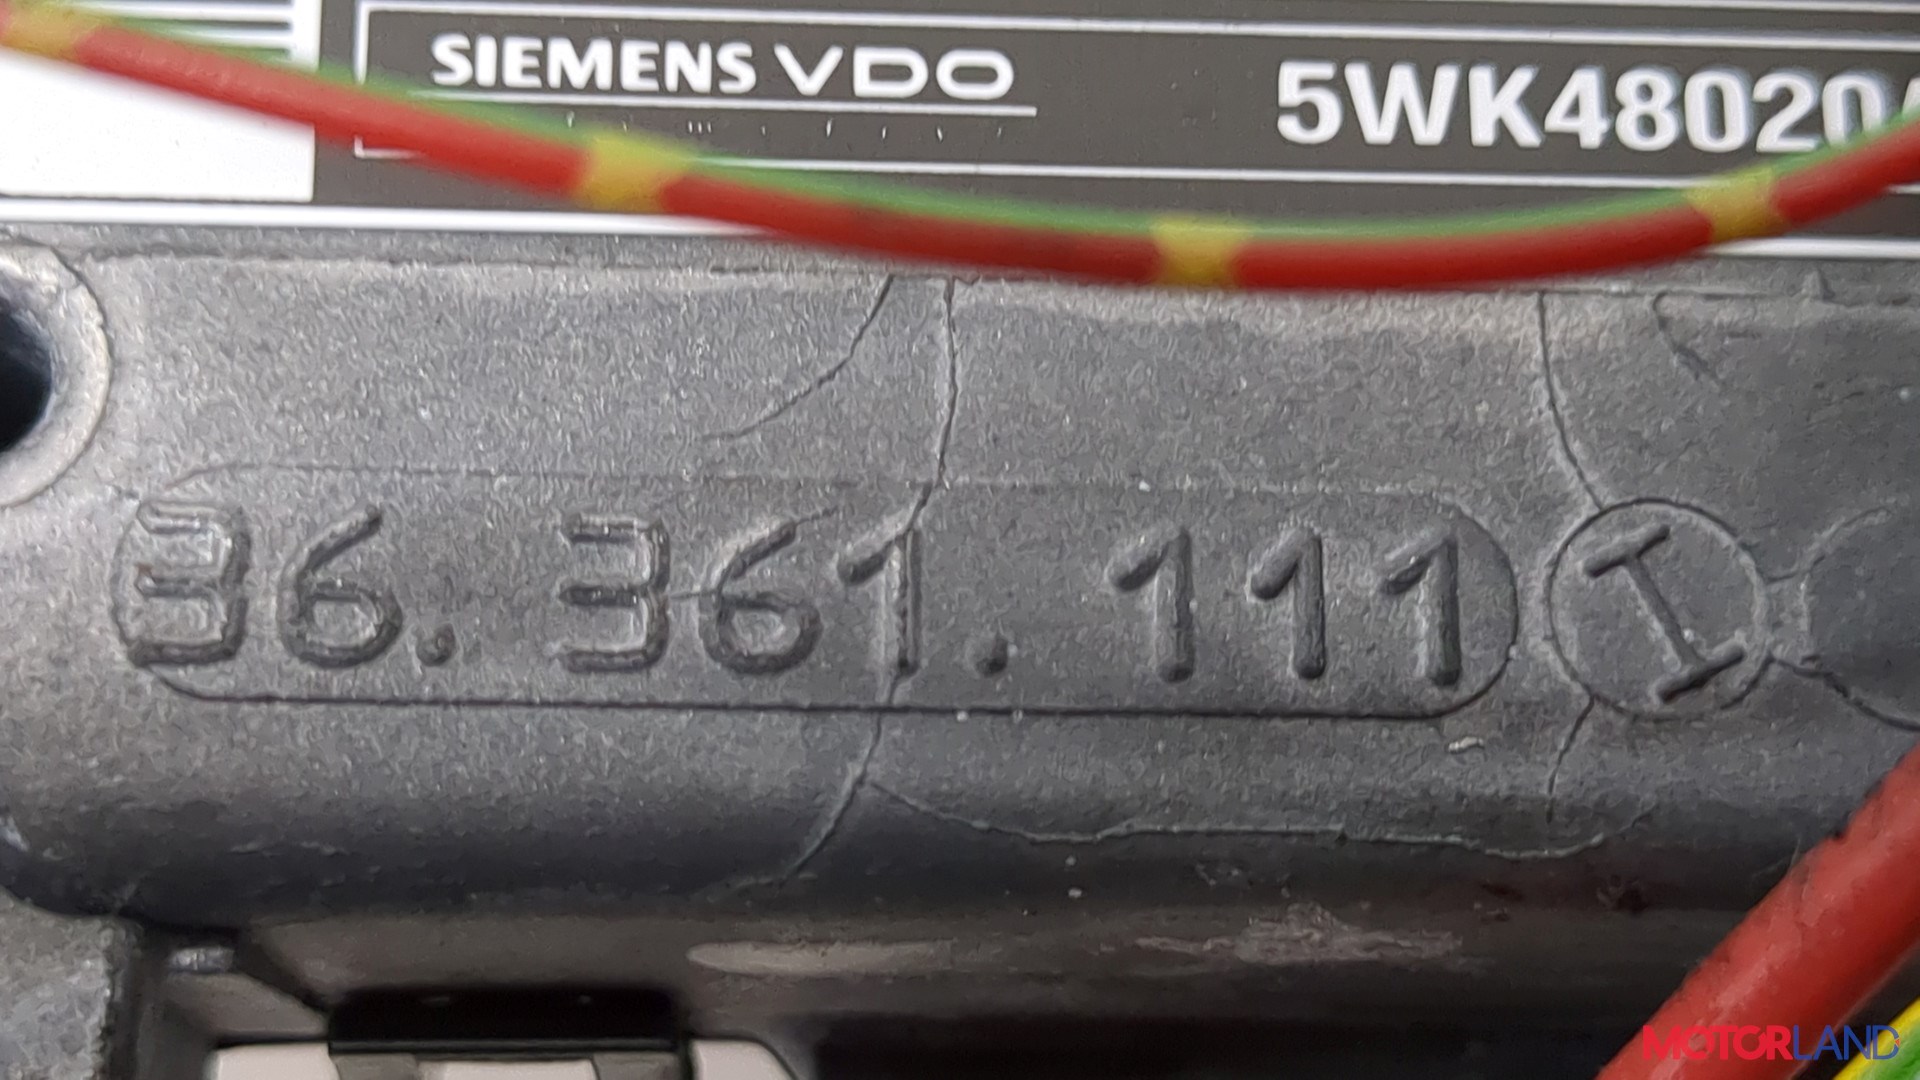 SIEMENS VDO
5WK48020
36. 361. 111 I
MOTORLAND